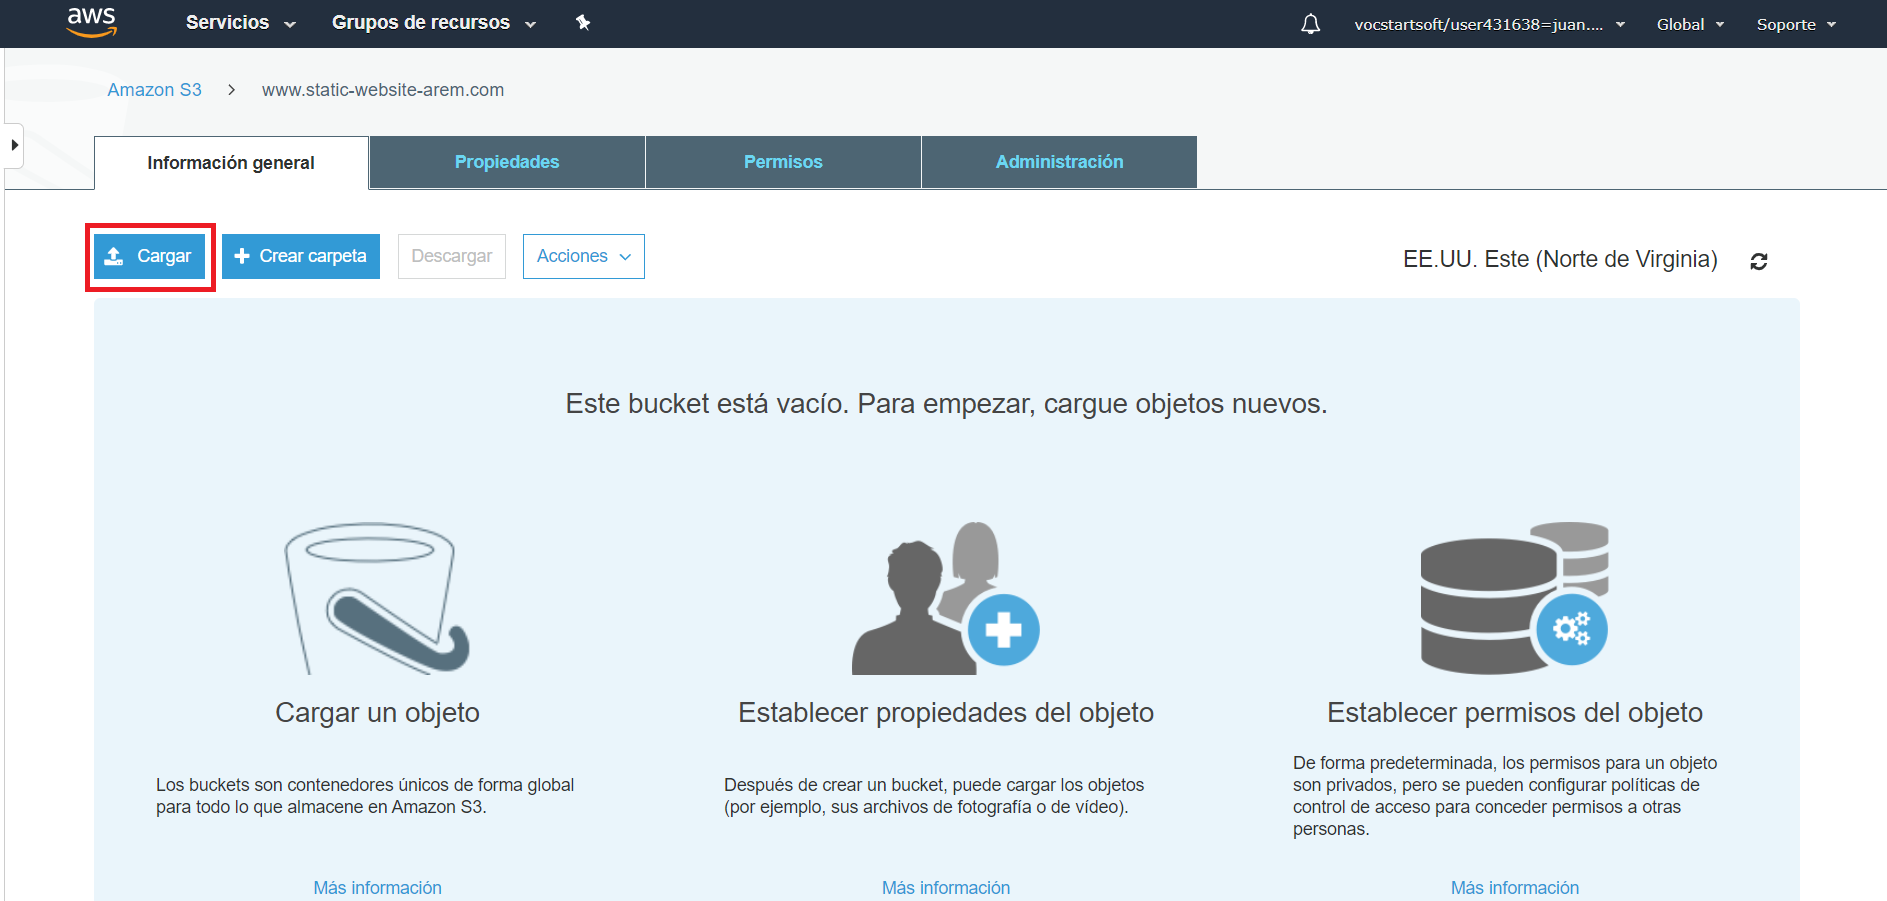 aws Servicios Grupos de recursos vocstartsoft/user431638=juan.... Global Soporte
Amazon S3 > www.static-website-arem.com
Información general Propiedades Permisos Administración
Cargar Crear carpeta Descargar Acciones EE.UU. Este (Norte de Virginia)
Este bucket está vacío. Para empezar, cargue objetos nuevos.
Cargar un objeto
Los buckets son contenedores únicos de forma global
para todo lo que almacene en Amazon S3.
Más información
Establecer propiedades del objeto
Después de crear un bucket, puede cargar los objetos
(por ejemplo, sus archivos de fotografía o de vídeo).
Más información
Establecer permisos del objeto
De forma predeterminada, los permisos para un objeto
son privados, pero se pueden configurar políticas de
control de acceso para conceder permisos a otras
personas.
Más información